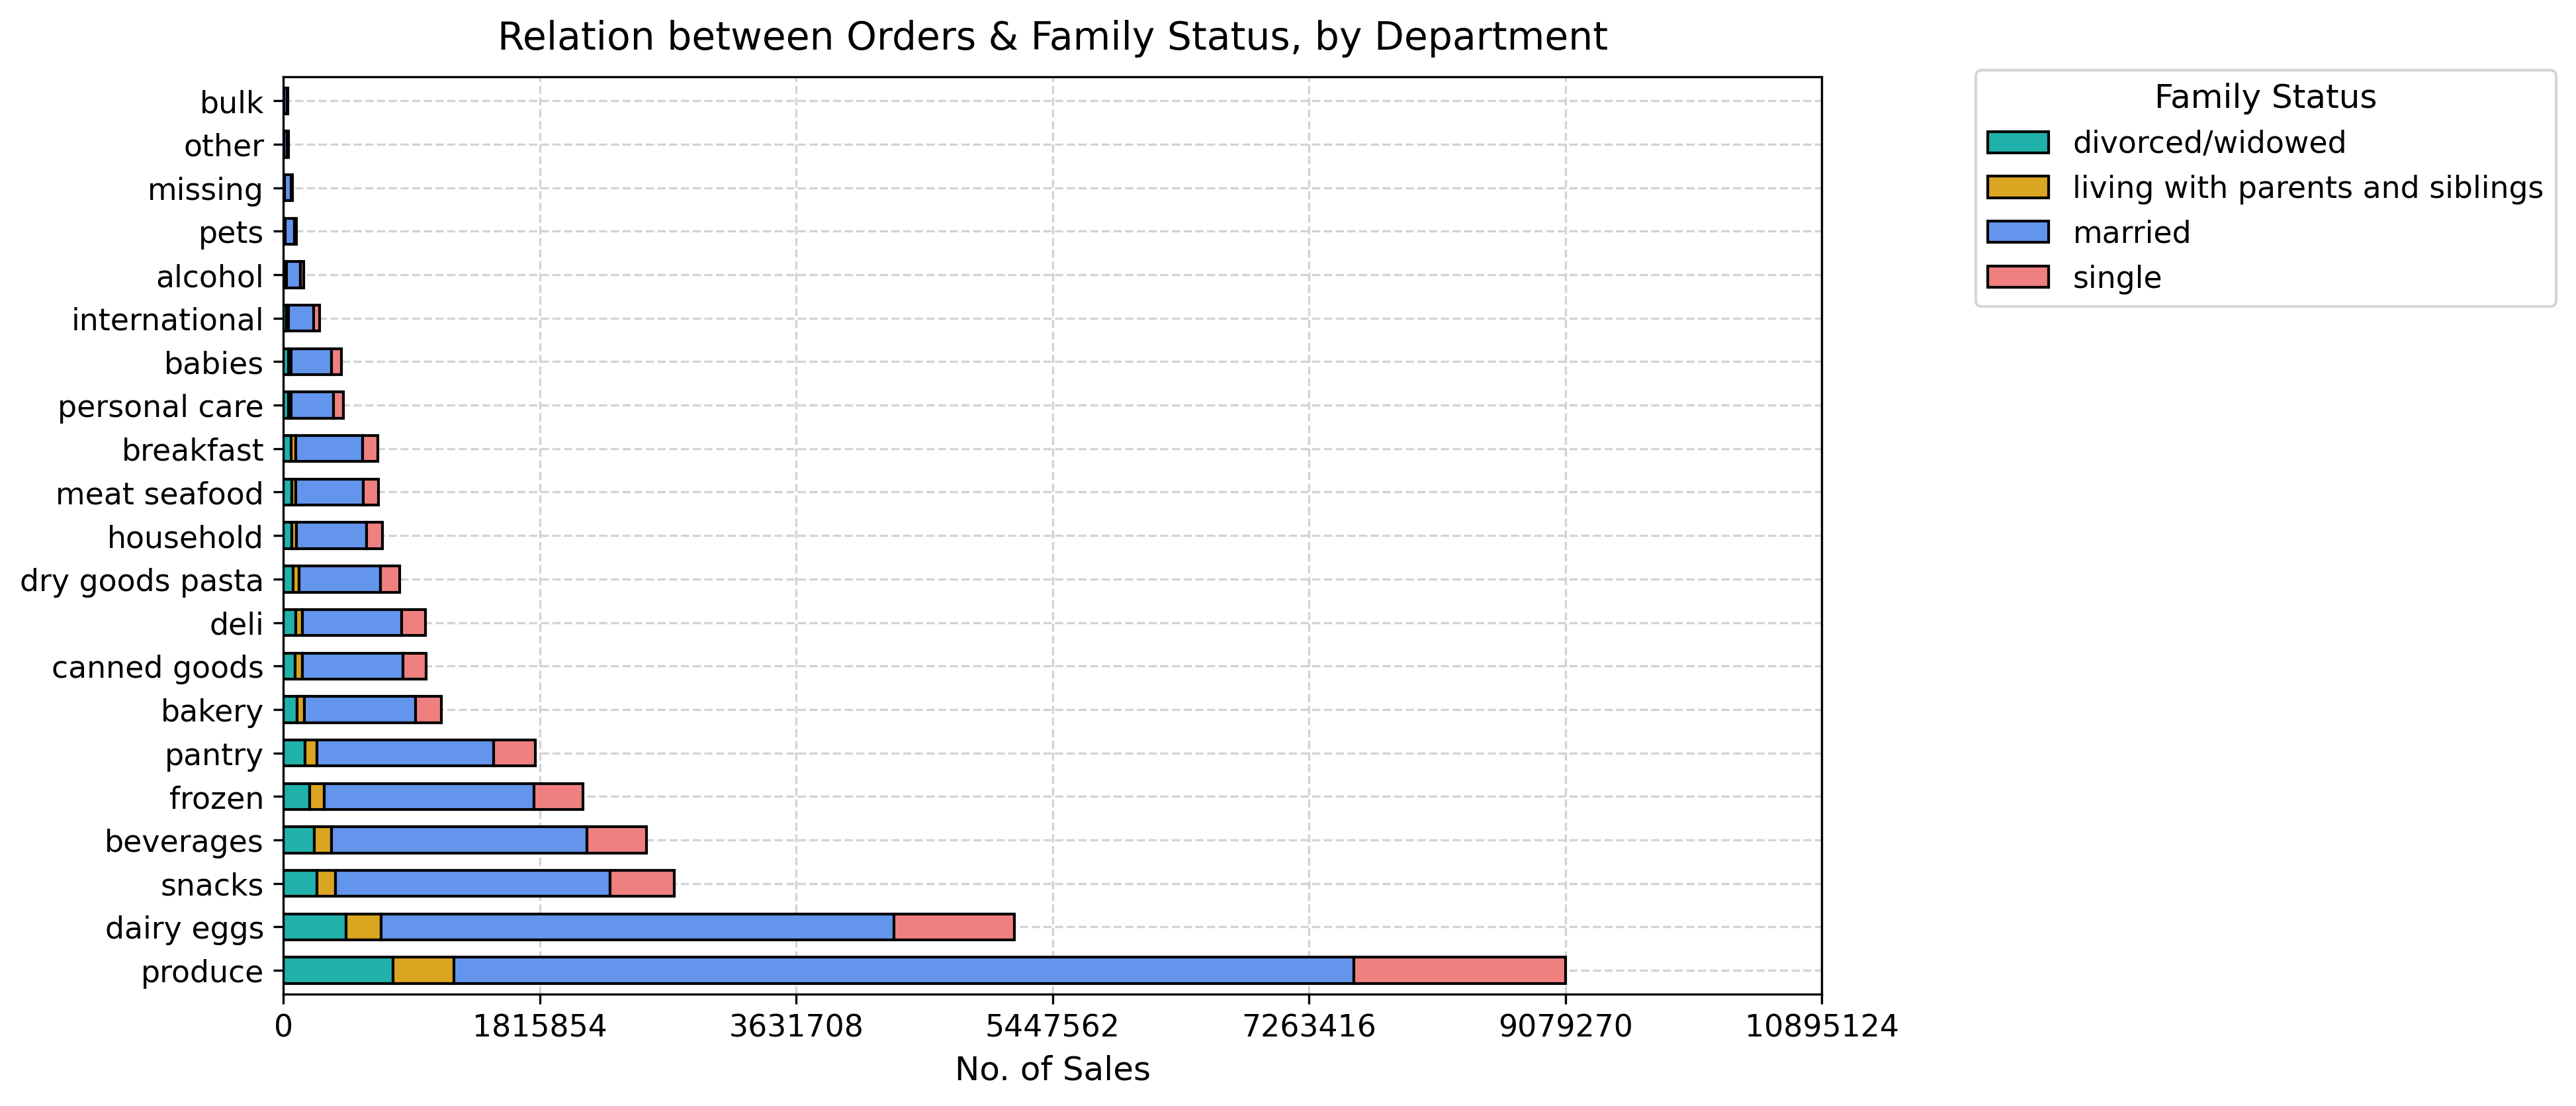 Relation between Orders & Family Status, by Department
bulk
other
missing
pets
alcohol
international
babies
personal care
breakfast
meat seafood
household
dry goods pasta
deli
canned goods
bakery
pantry
frozen
beverages
snacks
dairy eggs
produce
0 1815854 3631708 5447562 7263416 9079270 10895124
No. of Sales
Family Status
divorced/widowed
living with parents and siblings
married
single